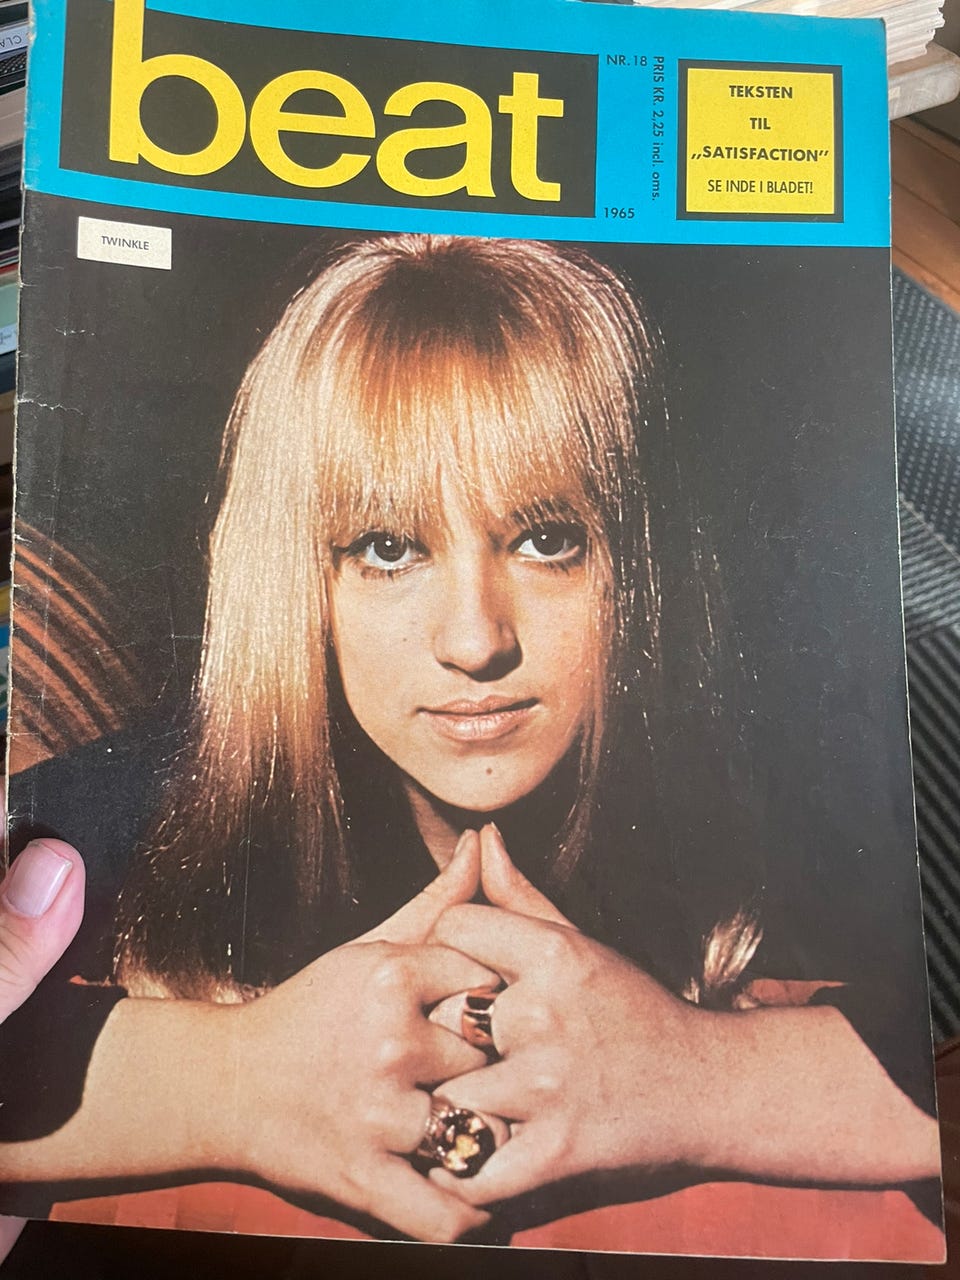 beat
NR. 18
PRIS KR. 2,25 incl. oms.
1965
TEKSTEN
TIL
„SATISFACTION”
SE INDE I BLADET!
TWINKLE